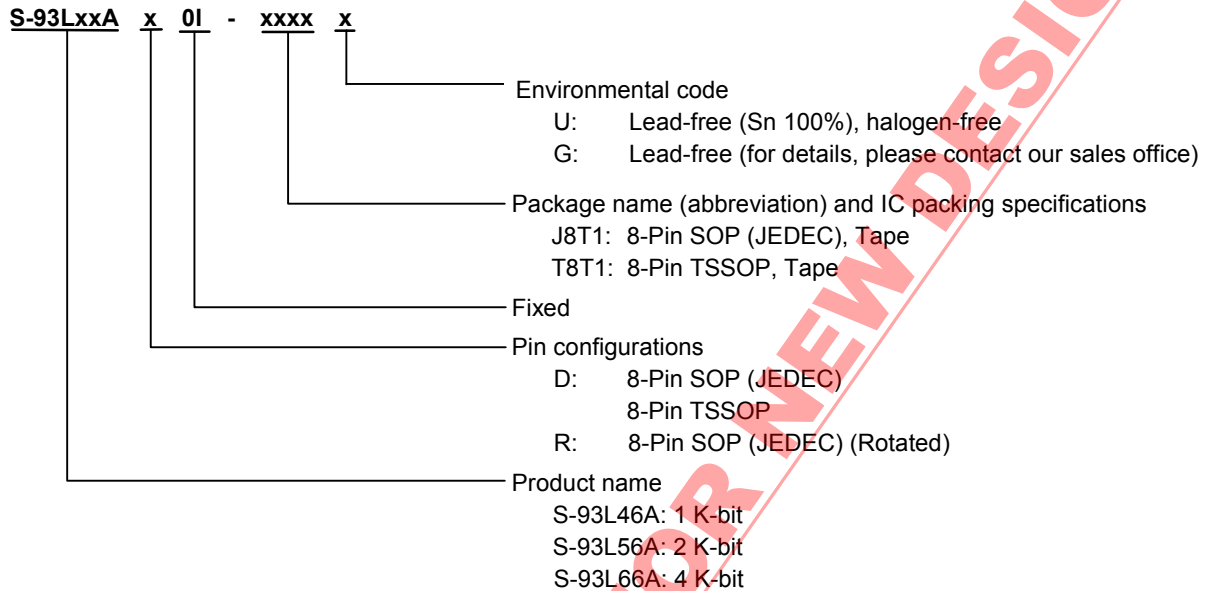 S-93LxxA x 0I - xxxx x
Environmental code
U: Lead-free (Sn 100%), halogen-free
G: Lead-free (for details, please contact our sales office)
Package name (abbreviation) and IC packing specifications
J8T1: 8-Pin SOP (JEDEC), Tape
T8T1: 8-Pin TSSOP, Tape
Fixed
Pin configurations
D: 8-Pin SOP (JEDEC)
8-Pin TSSOP
R: 8-Pin SOP (JEDEC) (Rotated)
Product name
S-93L46A: 1 K-bit
S-93L56A: 2 K-bit
S-93L66A: 4 K-bit
OR NEW DESIG